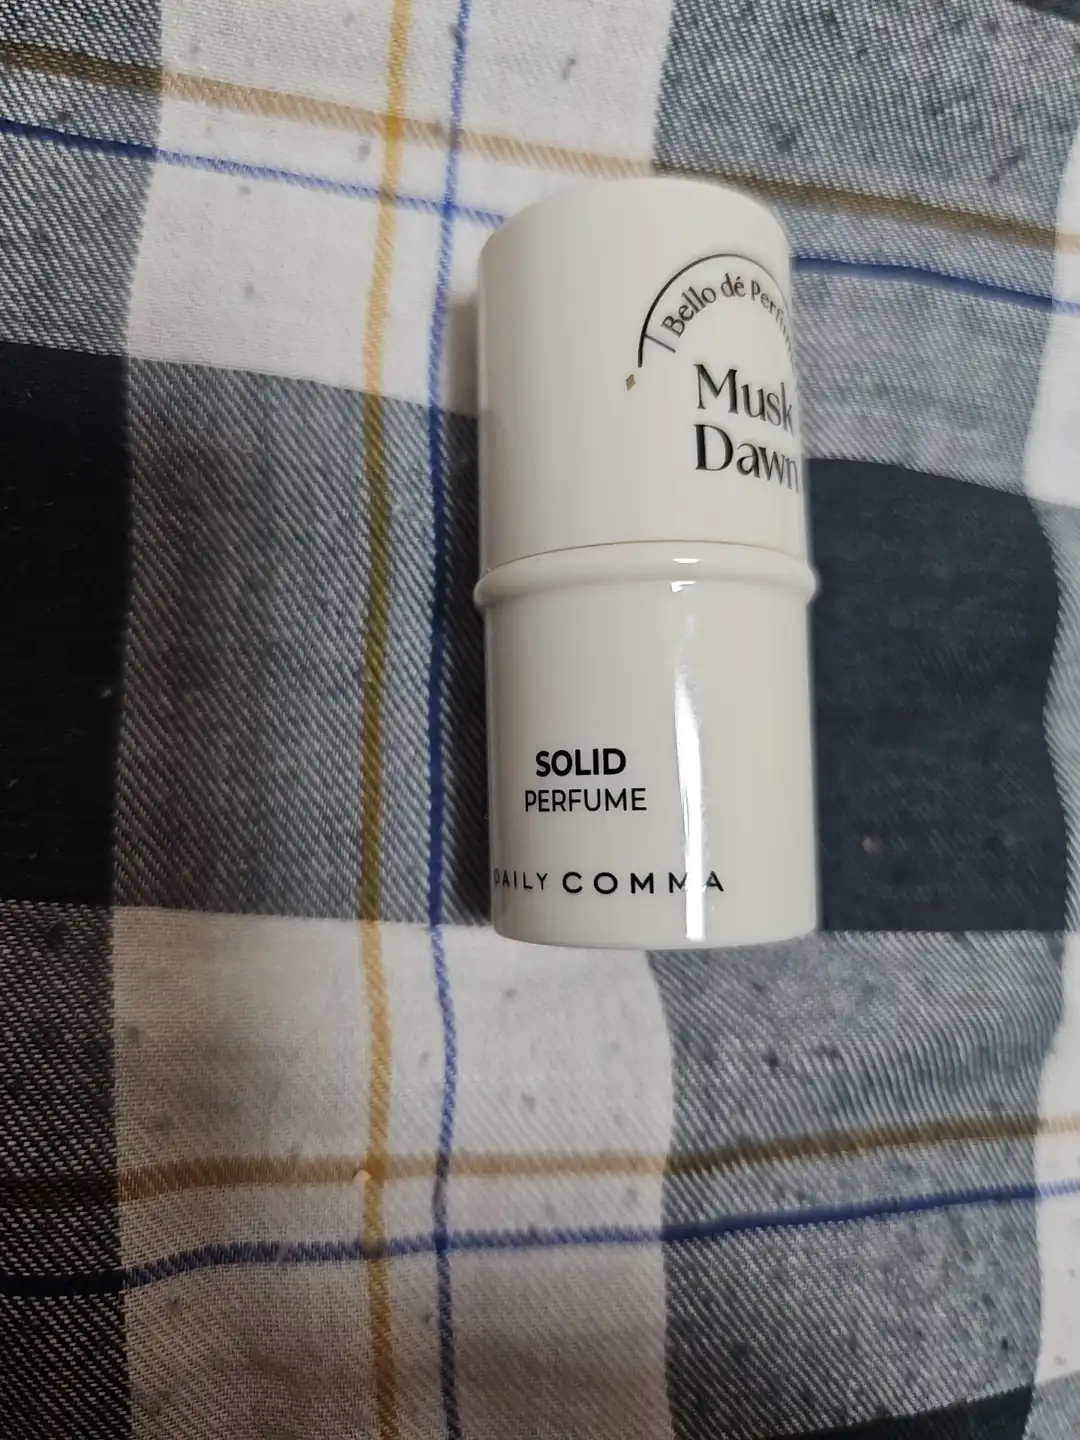 Bello dé
Musk
Dawn
SOLID
PERFUME
DAILY COMMA